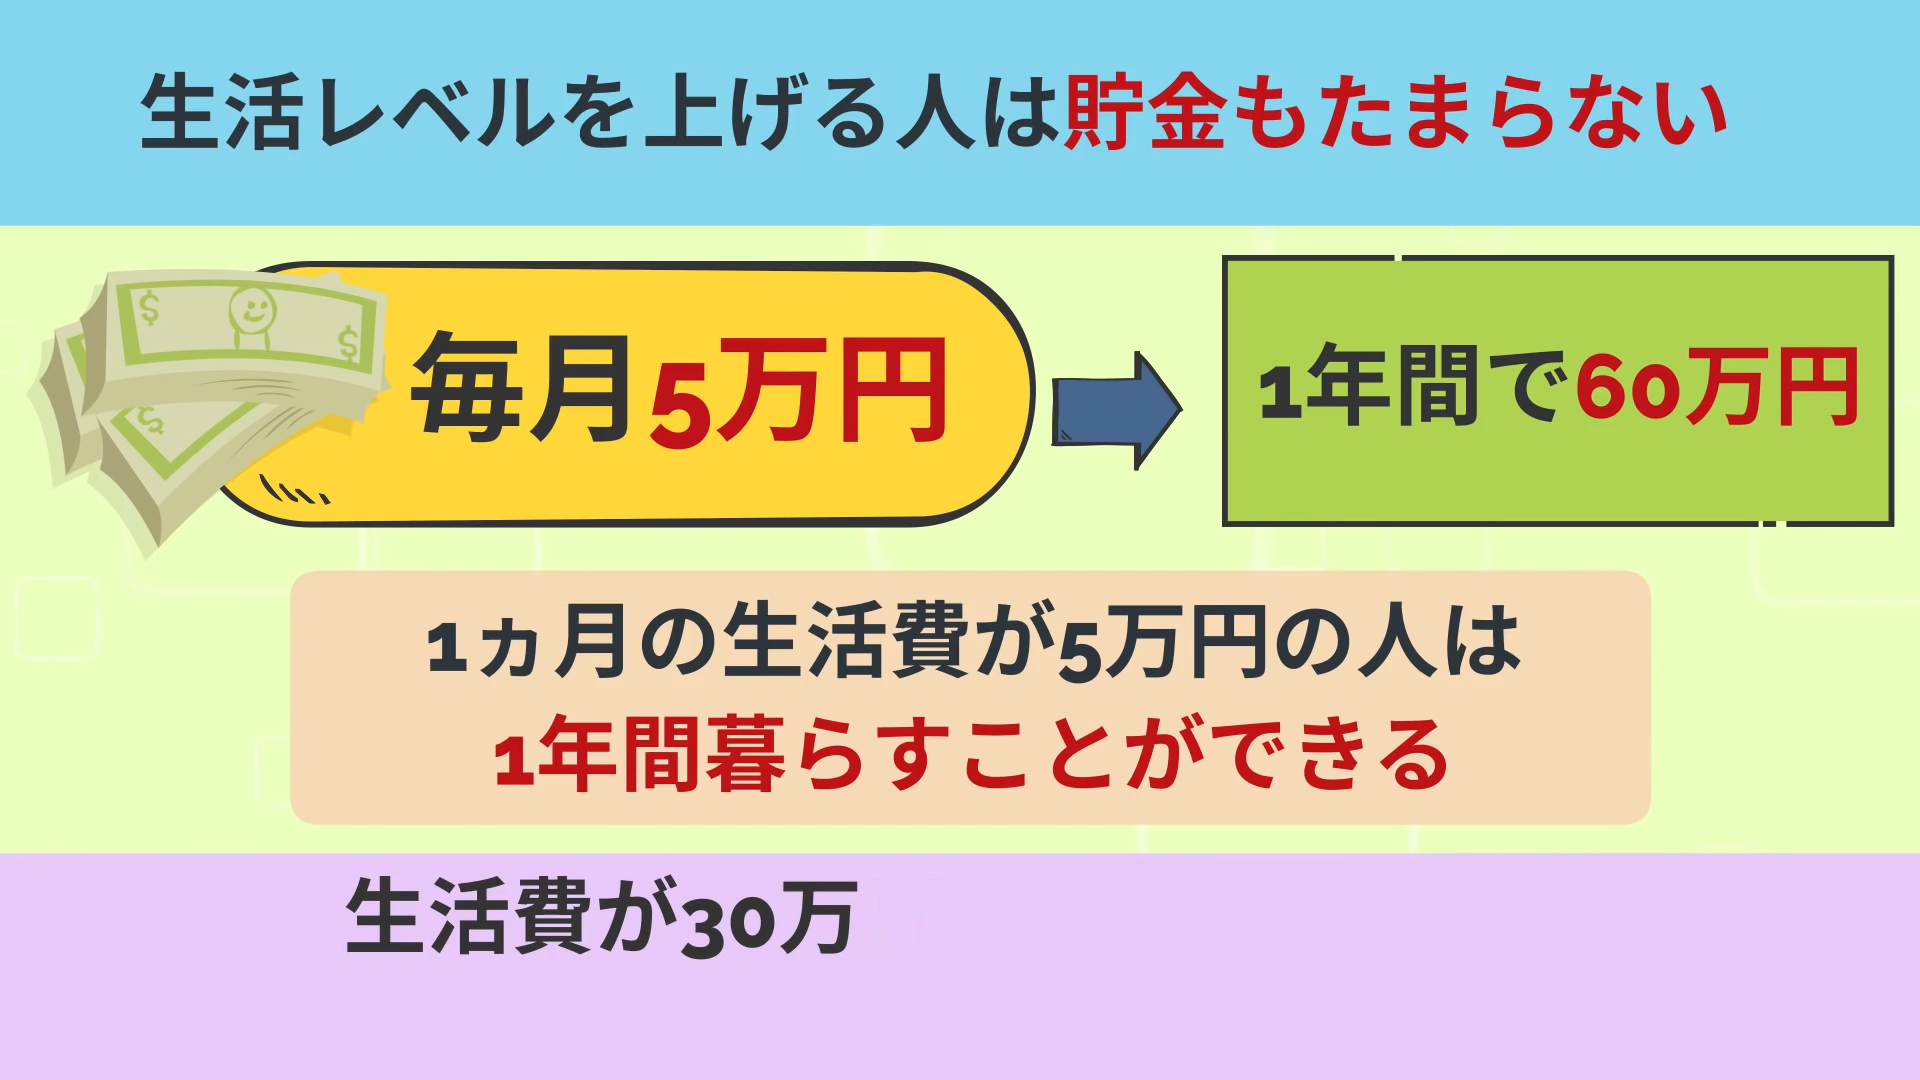 生活レベルを上げる人は貯金もたまらない
毎月5万円
1年間で60万円
1ヵ月の生活費が5万円の人は
1年間暮らすことができる
生活費が30万